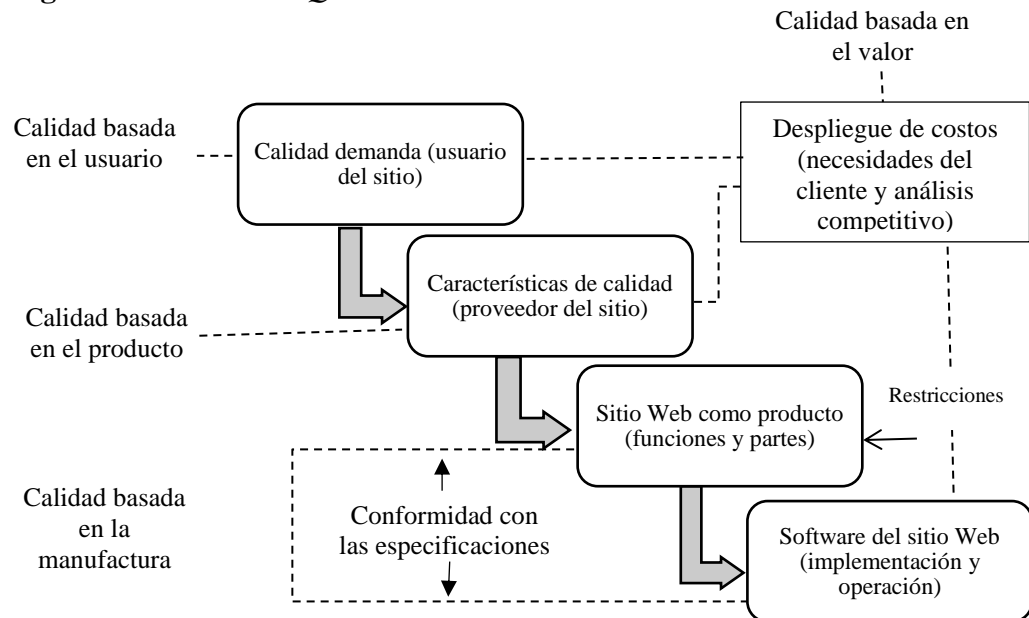 Calidad basada en
el valor
Calidad basada
en el usuario
Calidad demanda (usuario
del sitio)
Despliegue de costos
(necesidades del
cliente y análisis
competitivo)
Características de calidad
(proveedor del sitio)
Calidad basada
en el producto
Sitio Web como producto
(funciones y partes)
Restricciones
Calidad basada
en la
manufactura
Conformidad con
las especificaciones
Software del sitio Web
(implementación y
operación)